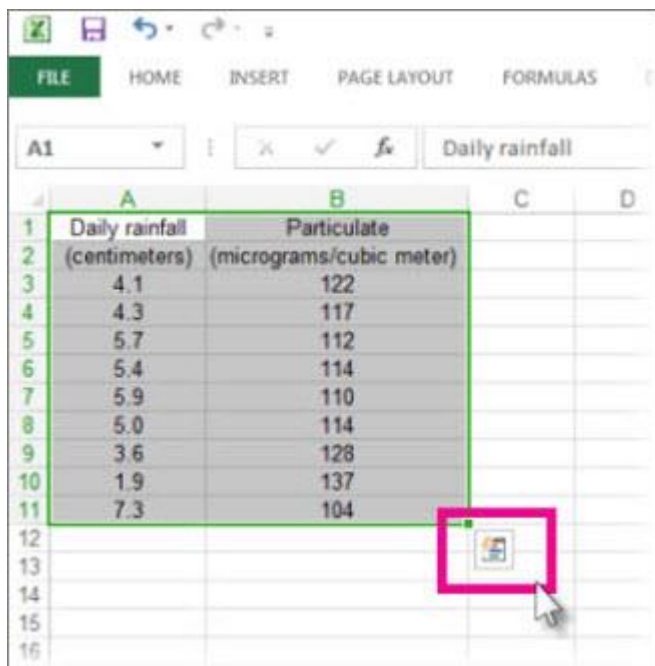 FILE HOME INSERT PAGE LAYOUT FORMULAS
A1 fx Daily rainfall
A B C D
1 Daily rainfall Particulate
2 (centimeters) (micrograms/cubic meter)
3 4.1 122
4 4.3 117
5 5.7 112
6 5.4 114
7 5.9 110
8 5.0 114
9 3.6 128
10 1.9 137
11 7.3 104
12
13
14
15
16